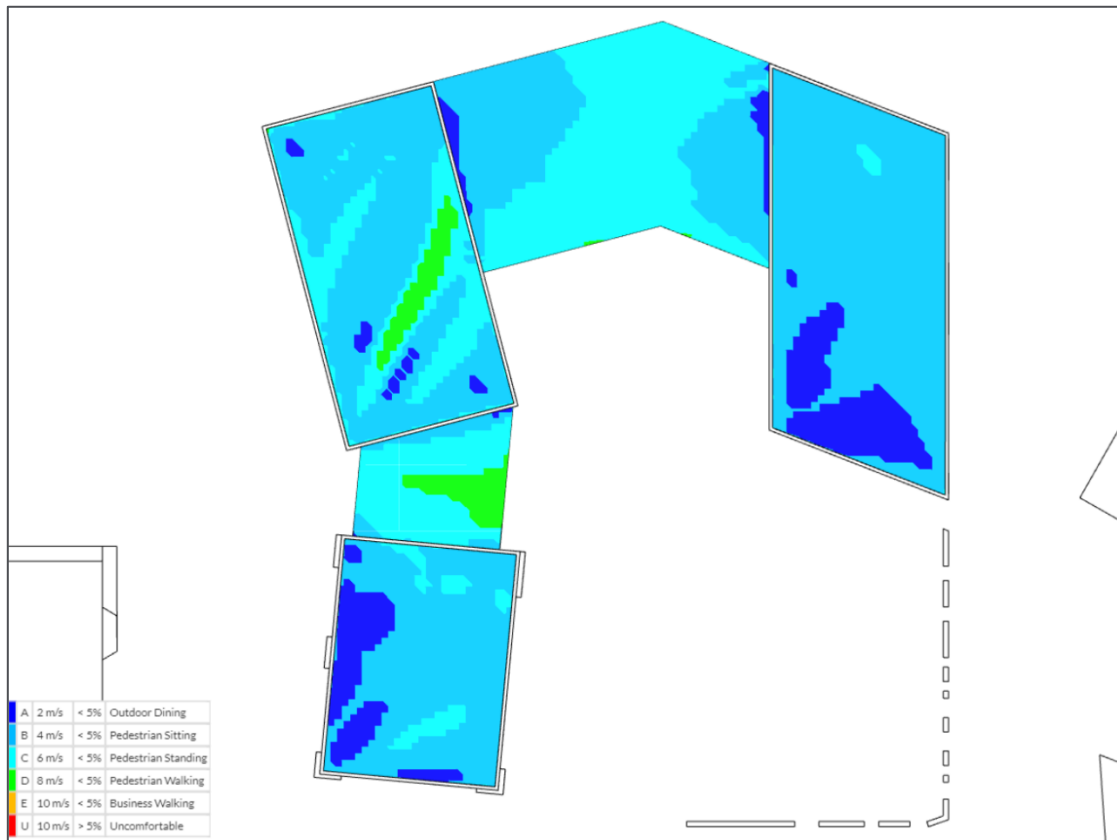 A 2 m/s < 5% Outdoor Dining
B 4 m/s < 5% Pedestrian Sitting
C 6 m/s < 5% Pedestrian Standing
D 8 m/s < 5% Pedestrian Walking
E 10 m/s < 5% Business Walking
U 10 m/s > 5% Uncomfortable